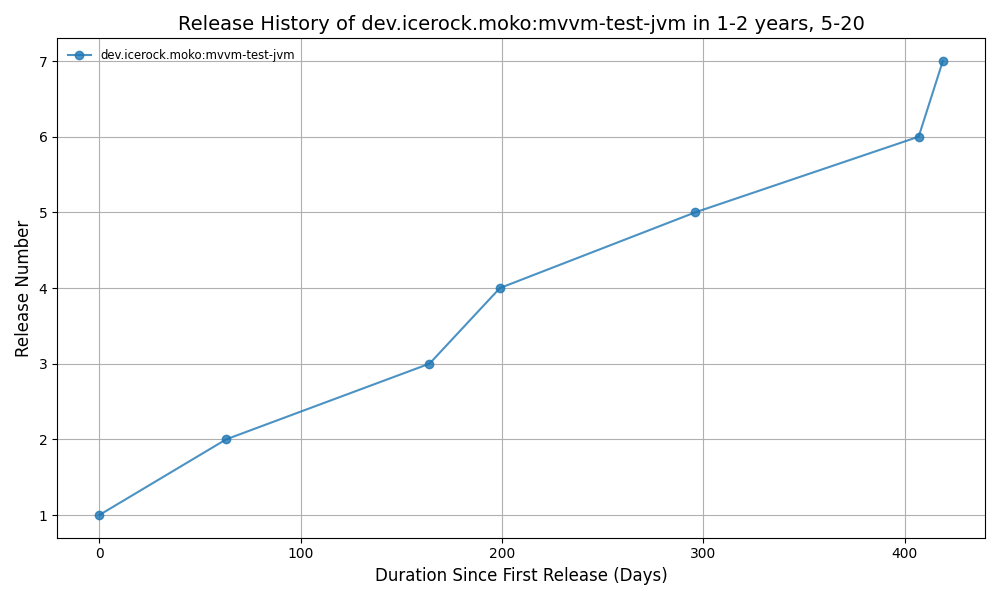 Release History of dev.icerock.moko:mvvm-test-jvm in 1-2 years, 5-20
dev.icerock.moko:mvvm-test-jvm
Release Number
7
6
5
4
3
2
1
0 100 200 300 400
Duration Since First Release (Days)